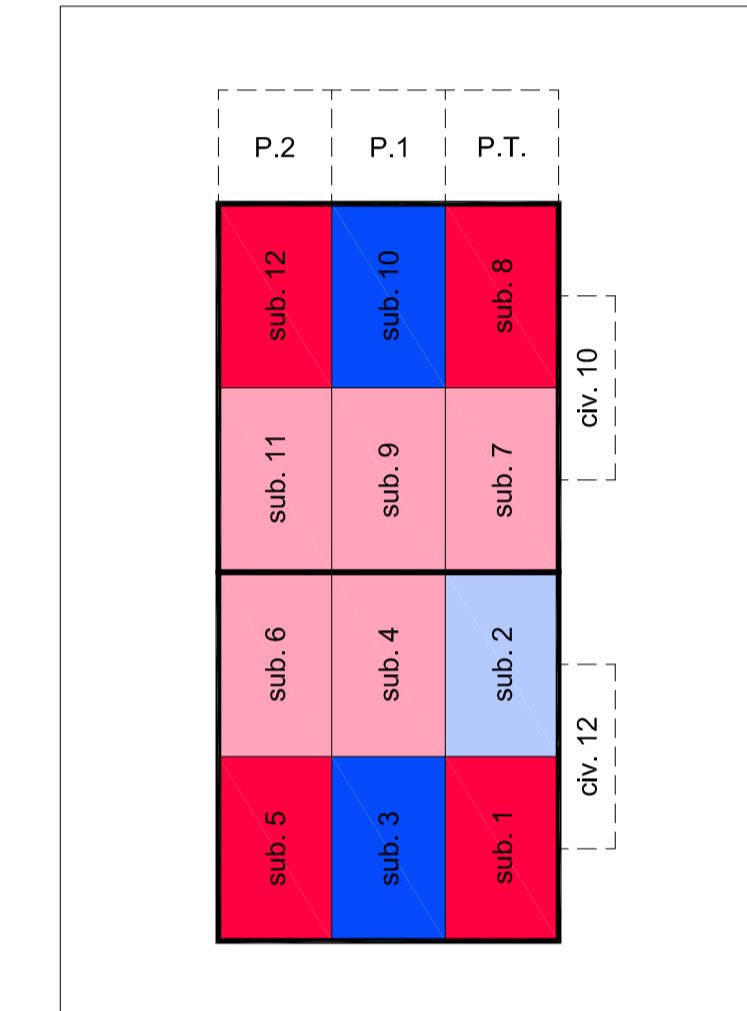 P.2 P.1 P.T.
sub. 12 sub. 10 sub. 8
civ. 10
sub. 11 sub. 9 sub. 7
sub. 6 sub. 4 sub. 2
civ. 12
sub. 5 sub. 3 sub. 1